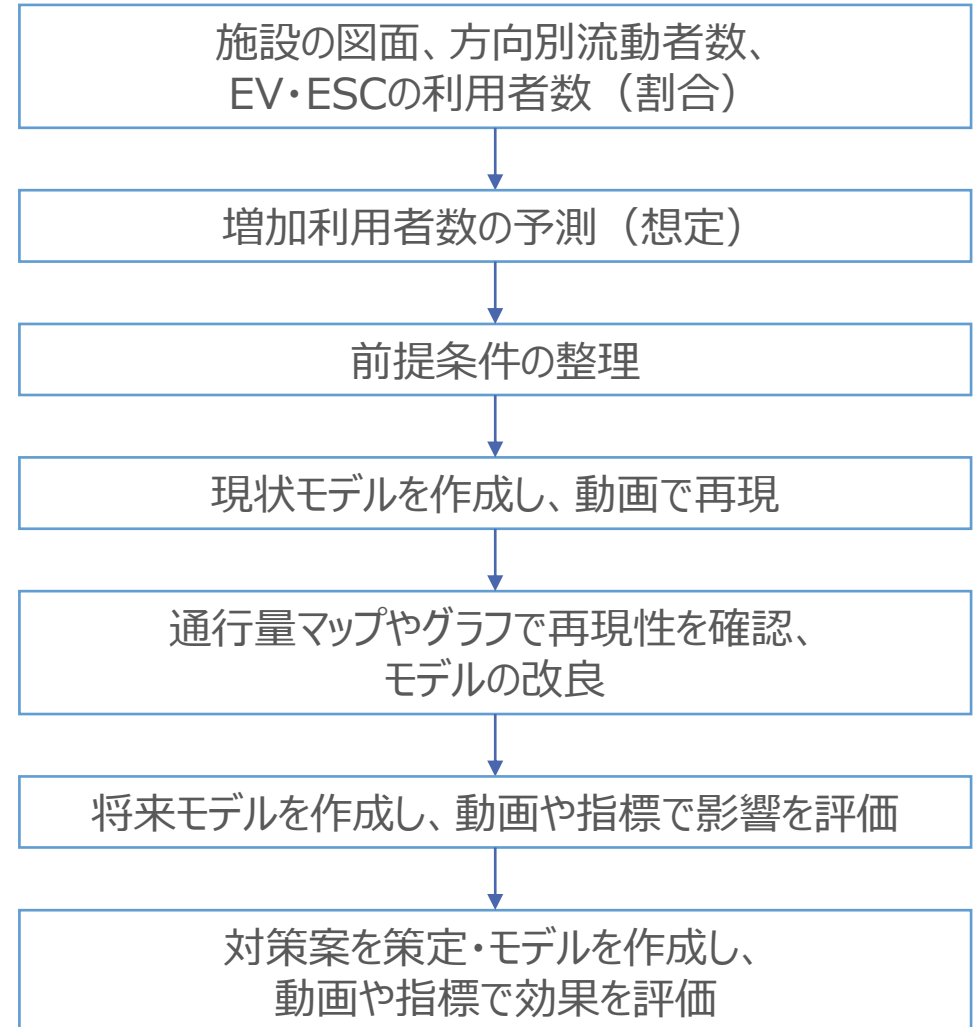 施設の図面、方向別流動者数、
EV・ESCの利用者数（割合）
増加利用者数の予測（想定）
前提条件の整理
現状モデルを作成し、動画で再現
通行量マップやグラフで再現性を確認、
モデルの改良
将来モデルを作成し、動画や指標で影響を評価
対策案を策定・モデルを作成し、
動画や指標で効果を評価